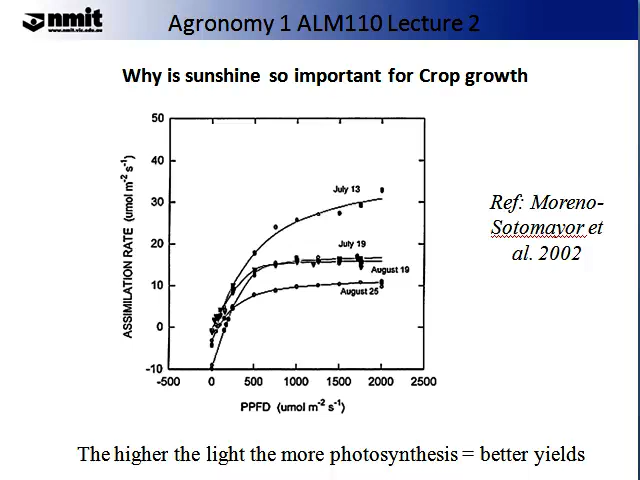 nmit
www.nmit.vic.edu.au
Agronomy 1 ALM110 Lecture 2
Why is sunshine so important for Crop growth
50
40
30
20
10
0
-10
ASSIMILATION RATE (umol m-2 s-1)
July 13
July 19
August 19
August 25
-500 0 500 1000 1500 2000 2500
PPFD (umol m-2 s-1)
Ref: Moreno-
Sotomayor et
al. 2002
The higher the light the more photosynthesis = better yields